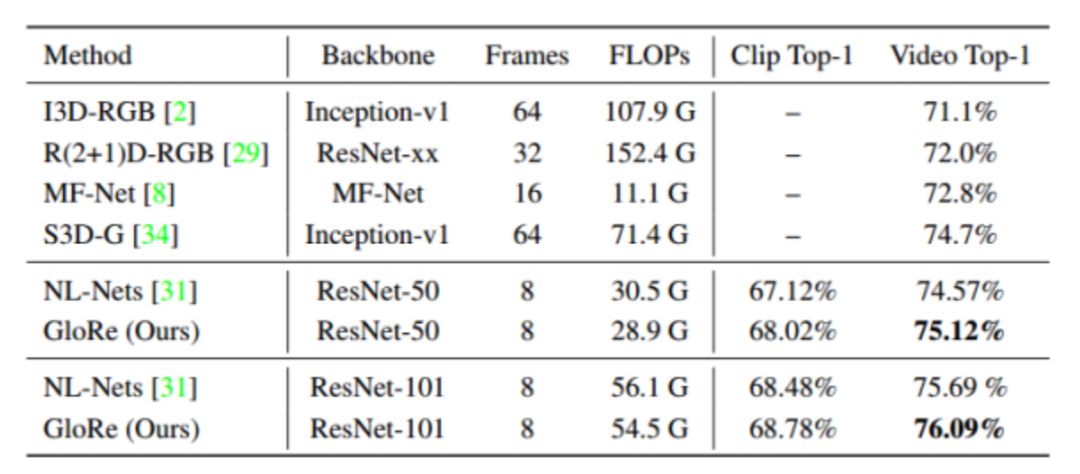 Method Backbone Frames FLOPs Clip Top-1 Video Top-1
I3D-RGB [2] Inception-v1 64 107.9 G – 71.1%
R(2+1)D-RGB [29] ResNet-xx 32 152.4 G – 72.0%
MF-Net [8] MF-Net 16 11.1 G – 72.8%
S3D-G [34] Inception-v1 64 71.4 G – 74.7%
NL-Nets [31] ResNet-50 8 30.5 G 67.12% 74.57%
GloRe (Ours) ResNet-50 8 28.9 G 68.02% 75.12%
NL-Nets [31] ResNet-101 8 56.1 G 68.48% 75.69 %
GloRe (Ours) ResNet-101 8 54.5 G 68.78% 76.09%